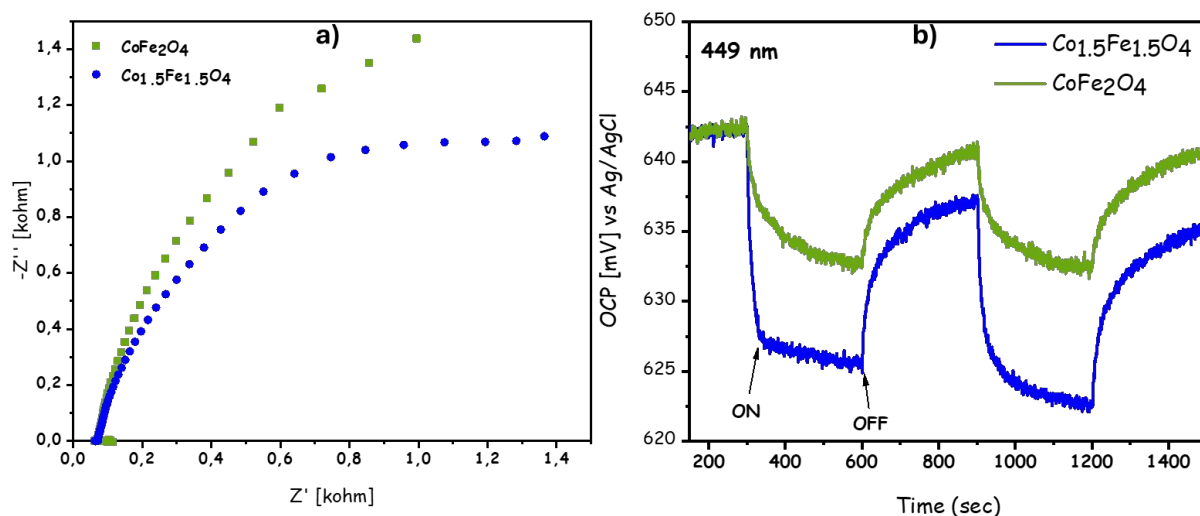 a)
CoFe2O4
Co1.5Fe1.5O4
1,4
1,2
1,0
0,8
0,6
0,4
0,2
0,0
-Z'' [kohm]
0,0 0,2 0,4 0,6 0,8 1,0 1,2 1,4
Z' [kohm]
b)
449 nm
Co1.5Fe1.5O4
CoFe2O4
650
645
640
635
630
625
620
OCP [mV] vs Ag/AgCl
ON
OFF
200 400 600 800 1000 1200 1400
Time (sec)